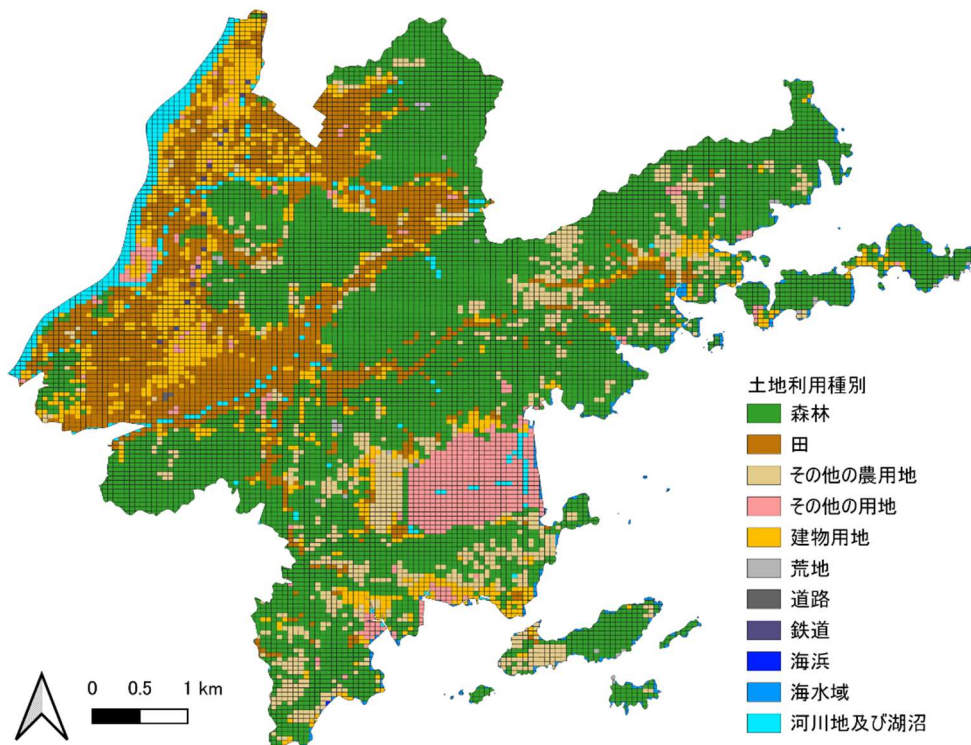 土地利用種別
森林
田
その他の農用地
その他の用地
建物用地
荒地
道路
鉄道
海浜
海水域
河川地及び湖沼
0 0.5 1 km